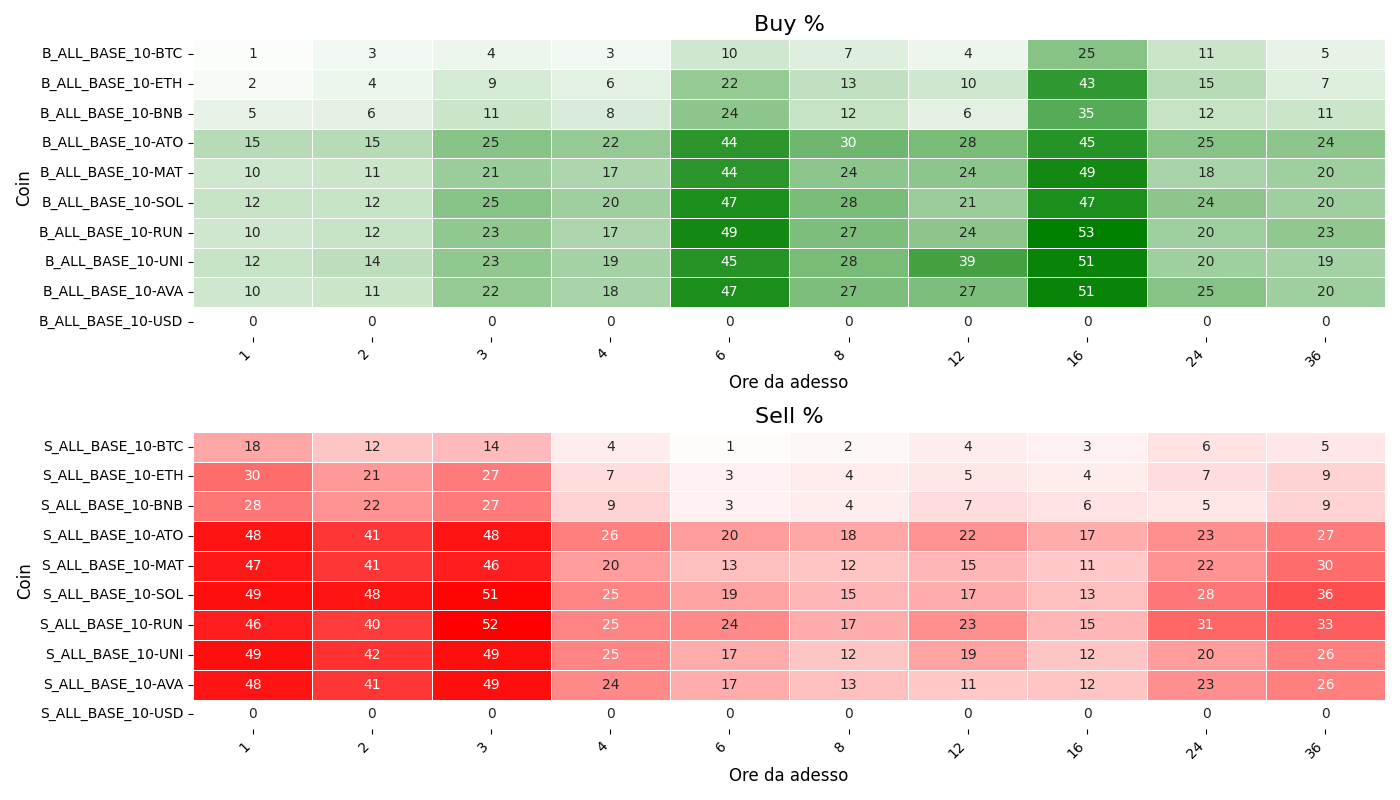 Buy %
Coin
B_ALL_BASE_10-BTC 1 3 4 3 10 7 4 25 11 5
B_ALL_BASE_10-ETH 2 4 9 6 22 13 10 43 15 7
B_ALL_BASE_10-BNB 5 6 11 8 24 12 6 35 12 11
B_ALL_BASE_10-ATO 15 15 25 22 44 30 28 45 25 24
B_ALL_BASE_10-MAT 10 11 21 17 44 24 24 49 18 20
B_ALL_BASE_10-SOL 12 12 25 20 47 28 21 47 24 20
B_ALL_BASE_10-RUN 10 12 23 17 49 27 24 53 20 23
B_ALL_BASE_10-UNI 12 14 23 19 45 28 39 51 20 19
B_ALL_BASE_10-AVA 10 11 22 18 47 27 27 51 25 20
B_ALL_BASE_10-USD 0 0 0 0 0 0 0 0 0 0
1 2 3 4 6 8 12 16 24 36
Ore da adesso
Sell %
Coin
S_ALL_BASE_10-BTC 18 12 14 4 1 2 4 3 6 5
S_ALL_BASE_10-ETH 30 21 27 7 3 4 5 4 7 9
S_ALL_BASE_10-BNB 28 22 27 9 3 4 7 6 5 9
S_ALL_BASE_10-ATO 48 41 48 26 20 18 22 17 23 27
S_ALL_BASE_10-MAT 47 41 46 20 13 12 15 11 22 30
S_ALL_BASE_10-SOL 49 48 51 25 19 15 17 13 28 36
S_ALL_BASE_10-RUN 46 40 52 25 24 17 23 15 31 33
S_ALL_BASE_10-UNI 49 42 49 25 17 12 19 12 20 26
S_ALL_BASE_10-AVA 48 41 49 24 17 13 11 12 23 26
S_ALL_BASE_10-USD 0 0 0 0 0 0 0 0 0 0
1 2 3 4 6 8 12 16 24 36
Ore da adesso